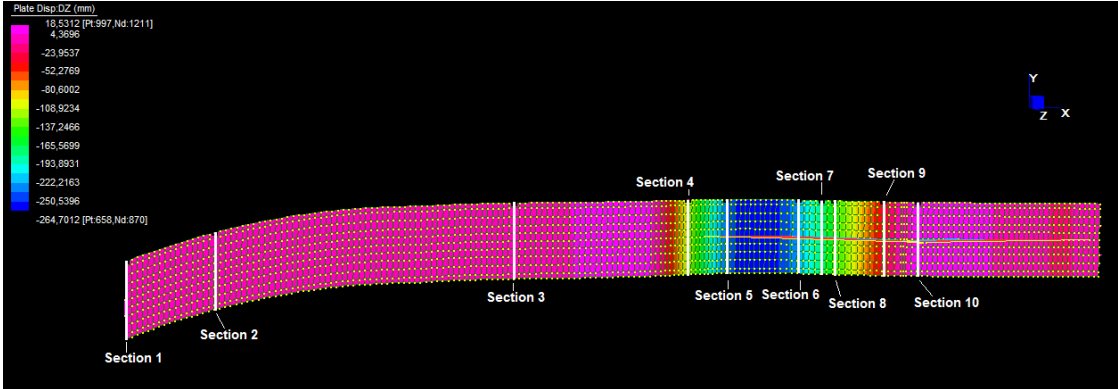 Plate Disp:DZ (mm)
18,5312 [Pt:997,Nd:1211]
4,3696
-23,9537
-52,2769
-80,6002
-108,9234
-137,2466
-165,5699
-193,8931
-222,2163
-250,5396
-264,7012 [Pt:658,Nd:870]
Y
Z X
Section 9
Section 7
Section 4
Section 3
Section 5
Section 6
Section 8
Section 10
Section 2
Section 1